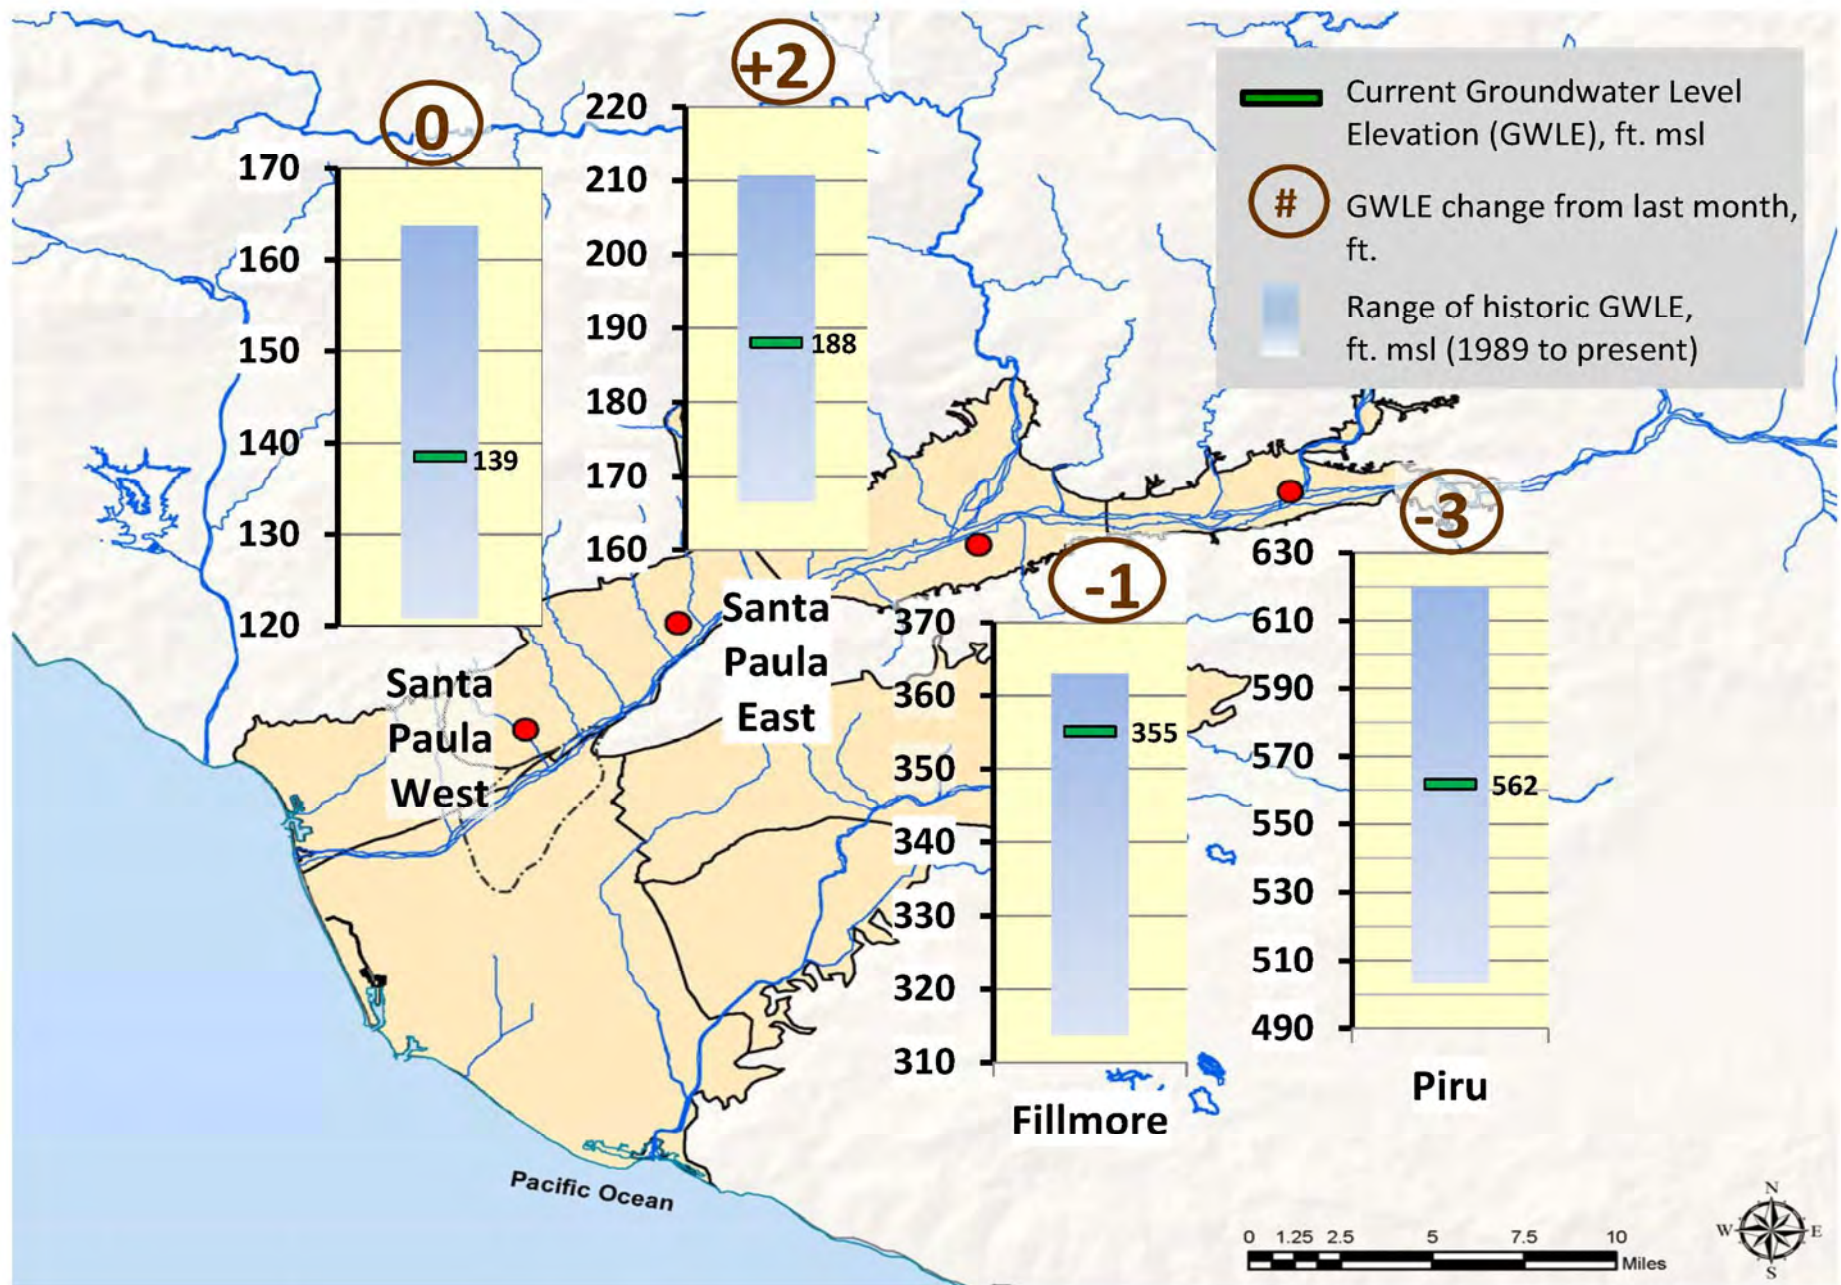 0
170
160
150
140
130
120
139
Santa
Paula
West
+2
220
210
200
190
180
170
160
188
Santa
Paula
East
Current Groundwater Level
Elevation (GWLE), ft. msl
#
GWLE change from last month,
ft.
Range of historic GWLE,
ft. msl (1989 to present)
-1
370
360
350
340
330
320
310
355
Fillmore
-3
630
610
590
570
550
530
510
490
562
Piru
Pacific Ocean
0 1.25 2.5 5 7.5 10
Miles
N
W E
S